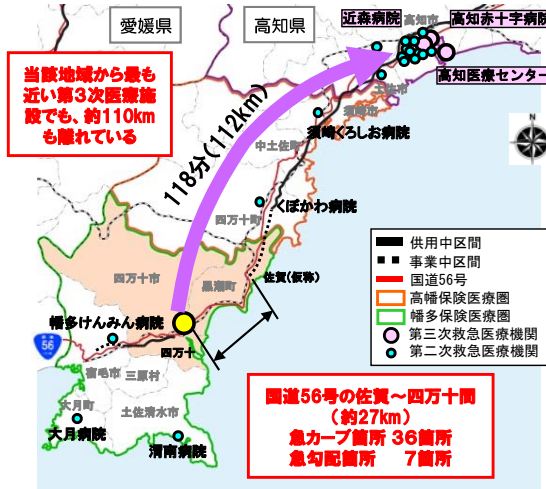 愛媛県
高知県
近森病院
高知市
高知赤十字病院
高知医療センター
当該地域から最も
近い第3次医療施
設でも、約110km
も離れている
118分(112km)
土佐市
須崎市
須崎くろしお病院
中土佐町
くぼかわ病院
四万十町
四万十市
黒潮町
佐賀(仮称)
幡多けんみん病院
56
四万十
宿毛市
三原村
大月町
土佐清水市
大月病院
渭南病院
供用中区間
事業中区間
国道56号
高幡保険医療圏
幡多保険医療圏
第三次救急医療機関
第二次救急医療機関
国道56号の佐賀～四万十間
(約27km)
急カーブ箇所 36箇所
急勾配箇所 7箇所